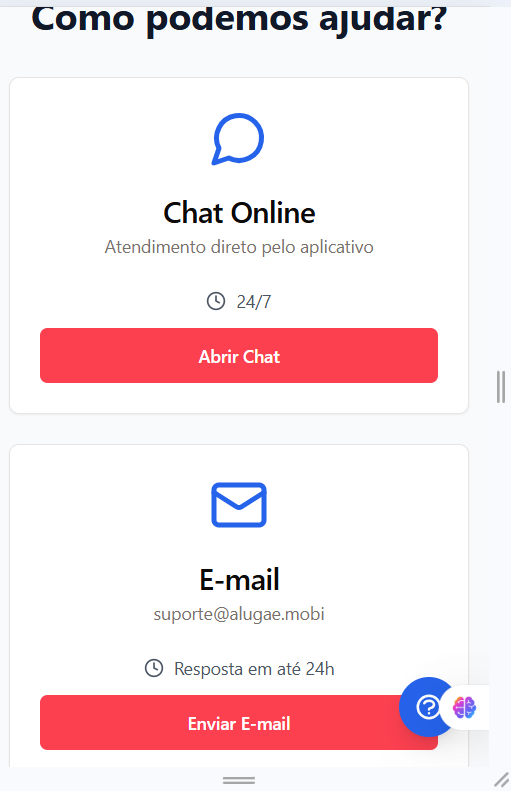 Como podemos ajudar?
Chat Online
Atendimento direto pelo aplicativo
24/7
Abrir Chat
E-mail
suporte@alugae.mobi
Resposta em até 24h
Enviar E-mail